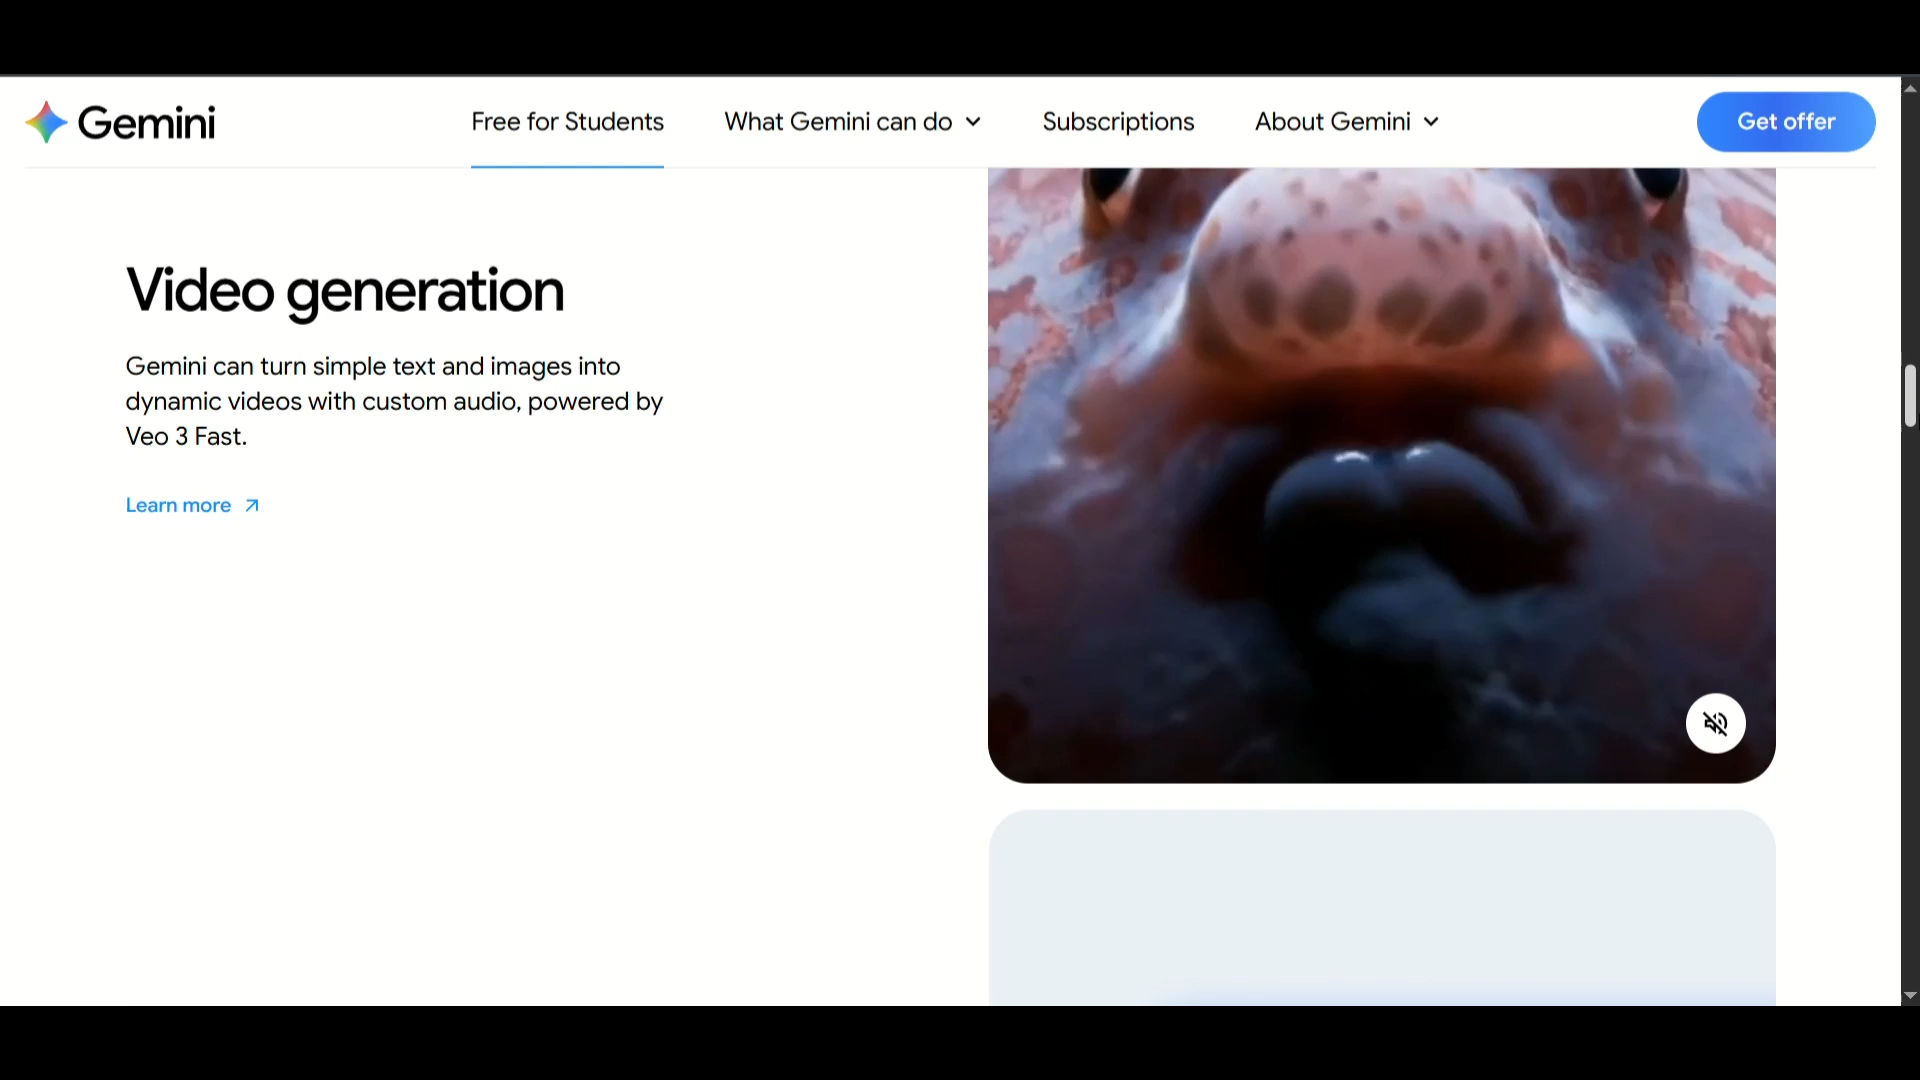 Gemini
Free for Students
What Gemini can do
Subscriptions
About Gemini
Get offer
Video generation
Gemini can turn simple text and images into
dynamic videos with custom audio, powered by
Veo 3 Fast.
Learn more